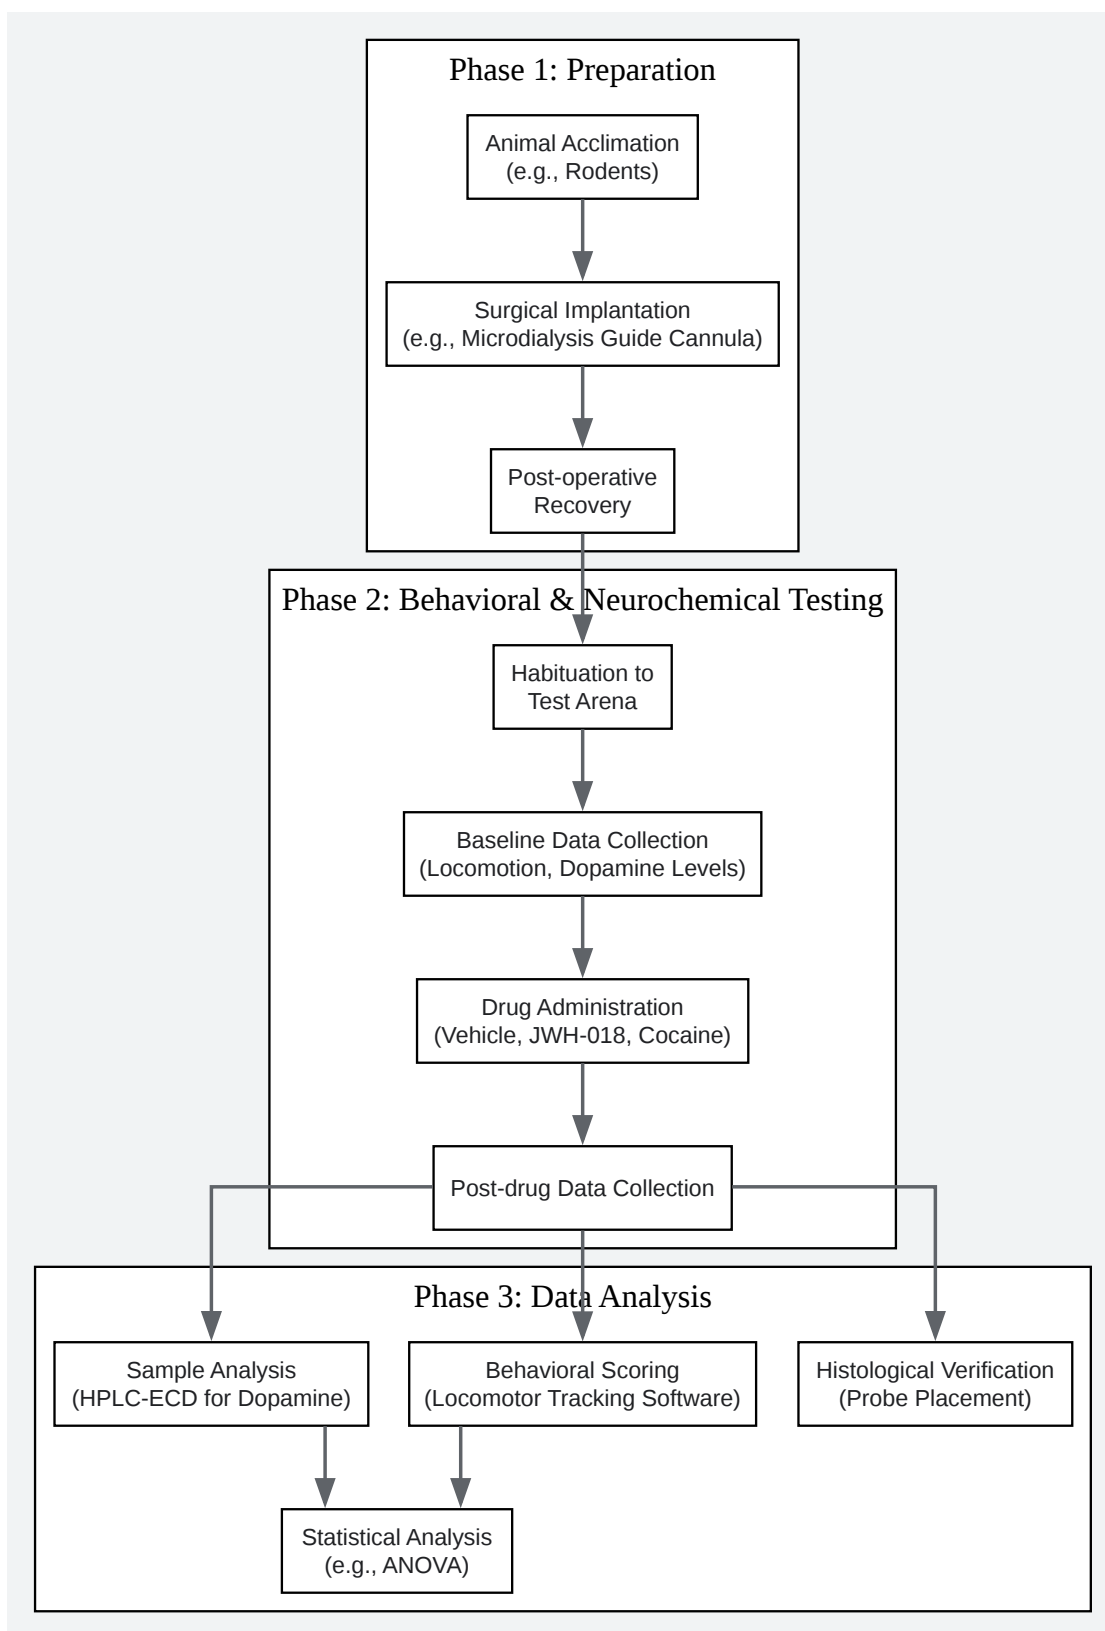 Phase 1: Preparation
Animal Acclimation
(e.g., Rodents)
Surgical Implantation
(e.g., Microdialysis Guide Cannula)
Post-operative
Recovery
Phase 2: Behavioral & Neurochemical Testing
Habituation to
Test Arena
Baseline Data Collection
(Locomotion, Dopamine Levels)
Drug Administration
(Vehicle, JWH-018, Cocaine)
Post-drug Data Collection
Phase 3: Data Analysis
Sample Analysis
(HPLC-ECD for Dopamine)
Behavioral Scoring
(Locomotor Tracking Software)
Histological Verification
(Probe Placement)
Statistical Analysis
(e.g., ANOVA)